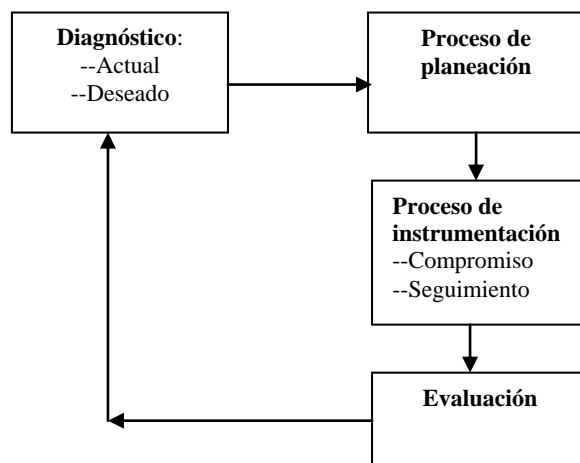 Diagnóstico:
--Actual
--Deseado
Proceso de
planeación
Proceso de
instrumentación
--Compromiso
--Seguimiento
Evaluación